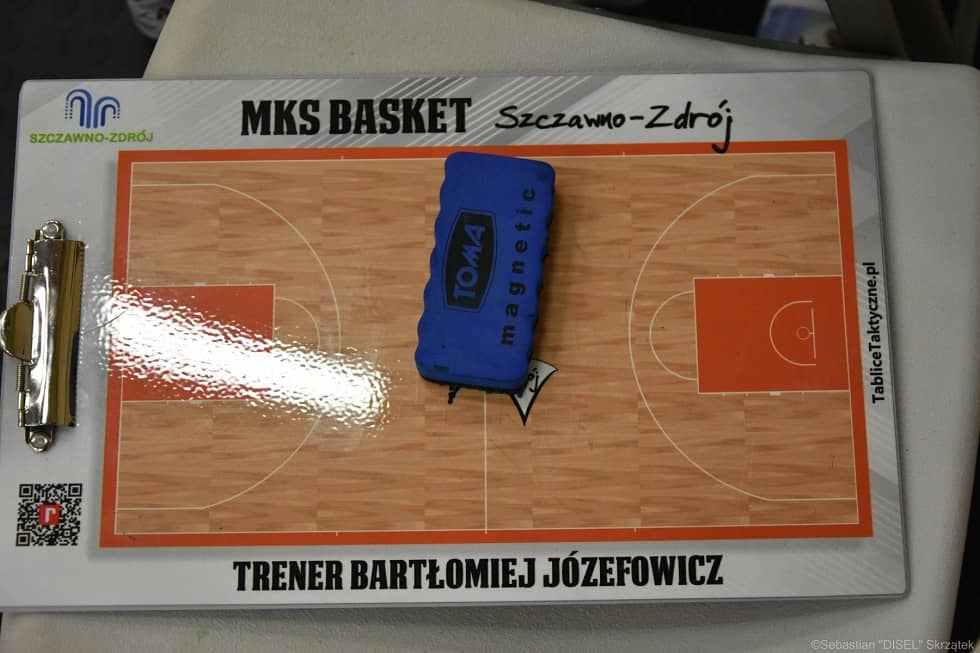 MKS BASKET Szczawno-Zdrój
SZCZAWNO-ZDRÓJ
TOMA
magnetic
TabliceTaktyczne.pl
TRENER BARTŁOMIEJ JÓZEFOWICZ
©Sebastian "DISEL" Skrzątek